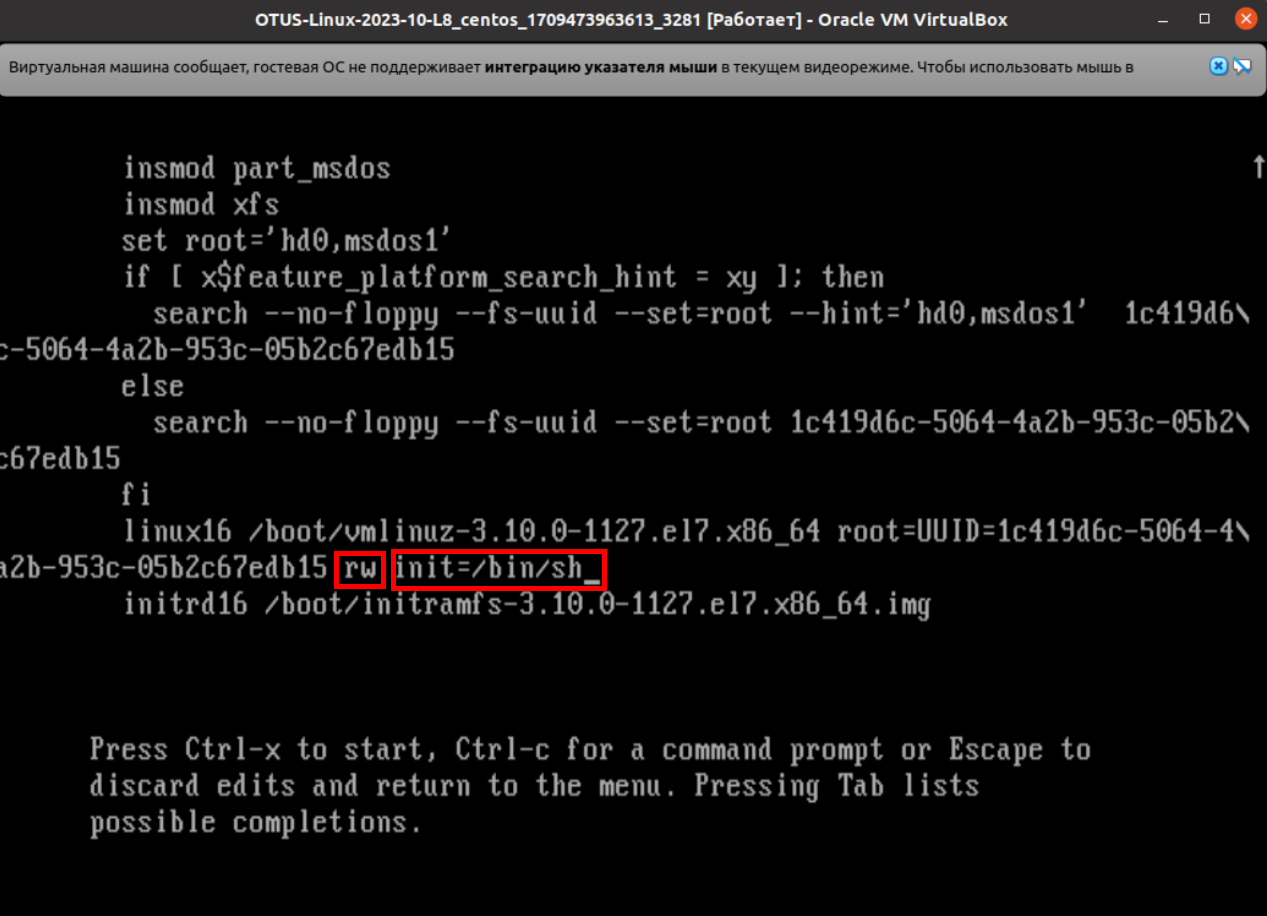 OTUS-Linux-2023-10-L8_centos_1709473963613_3281 [Работает] - Oracle VM VirtualBox
Виртуальная машина сообщает, гостевая ОС не поддерживает интеграцию указателя мыши в текущем видеорежиме. Чтобы использовать мышь в
insmod part_msdos
insmod xfs
set root='hd0,msdos1'
if [ x$feature_platform_search_hint = xy ]; then
search --no-floppy --fs-uuid --set=root --hint='hd0,msdos1'  1c419d6\
c-5064-4a2b-953c-05b2c67edb15
else
search --no-floppy --fs-uuid --set=root 1c419d6c-5064-4a2b-953c-05b2\
c67edb15
fi
linux16 /boot/vmlinuz-3.10.0-1127.el7.x86_64 root=UUID=1c419d6c-5064-4\
a2b-953c-05b2c67edb15 rw init=/bin/sh_
initrd16 /boot/initramfs-3.10.0-1127.el7.x86_64.img
Press Ctrl-x to start, Ctrl-c for a command prompt or Escape to
discard edits and return to the menu. Pressing Tab lists
possible completions.